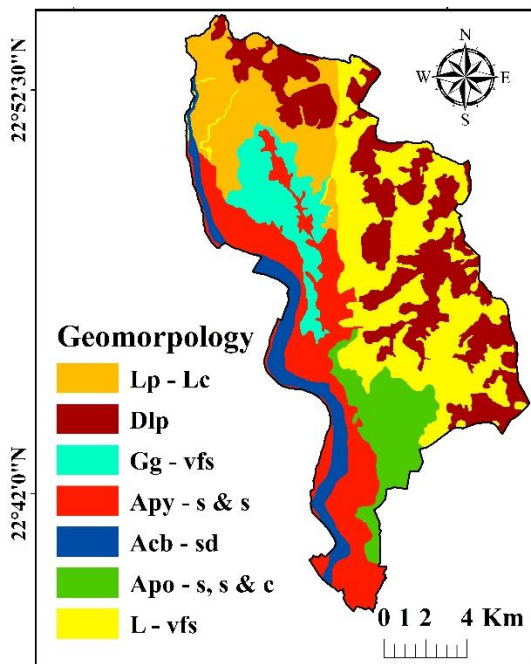 22°52'30"N
N
W E
S
Geomorpology
Lp - Lc
Dlp
Gg - vfs
Apy - s & s
22°42'0"N
Acb - sd
Apo - s, s & c
L - vfs
0 1 2 4 Km